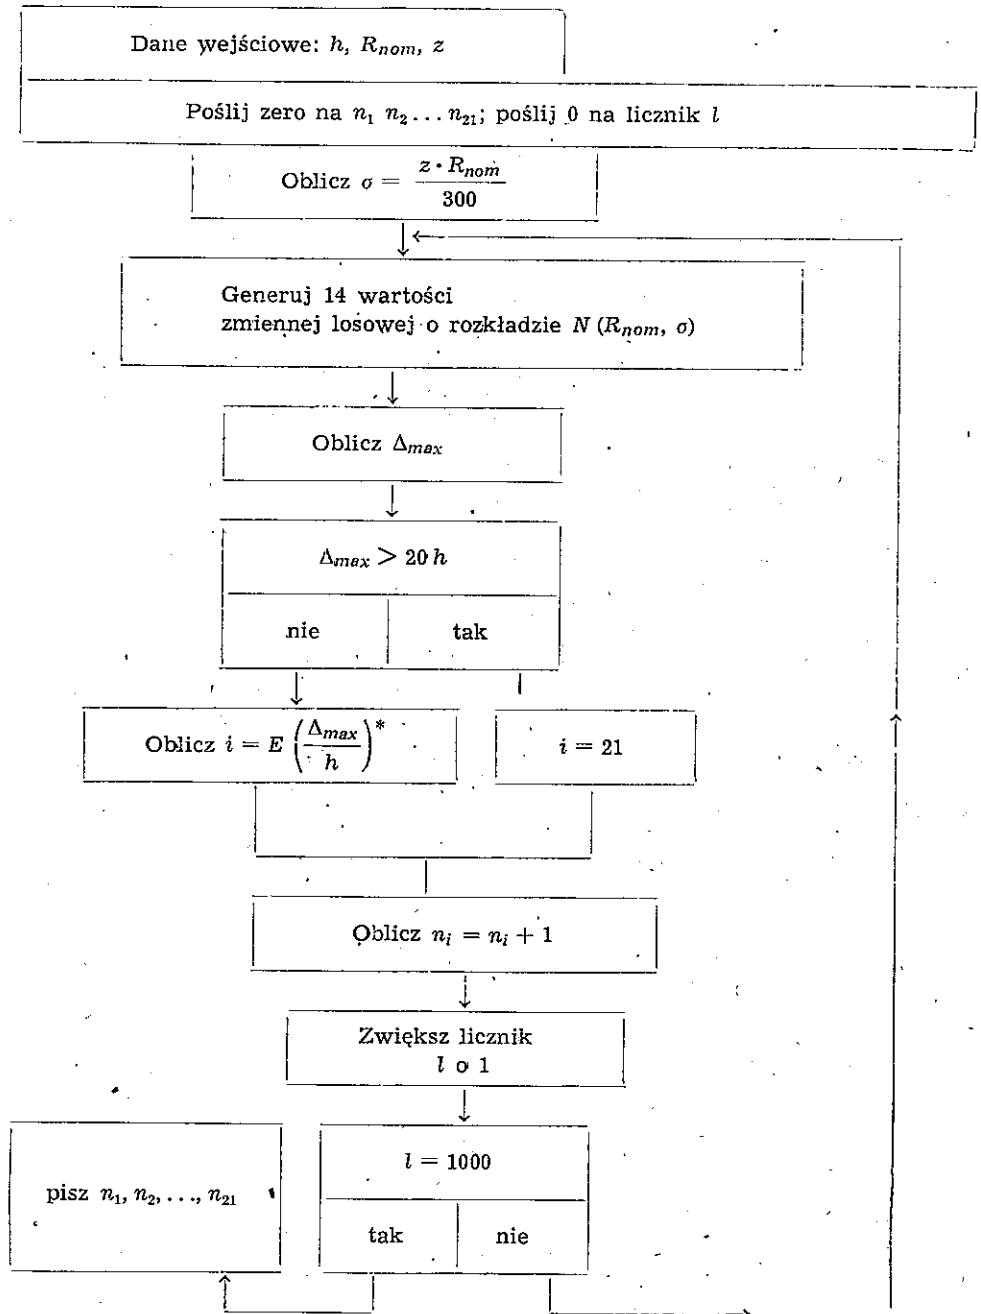 Dane wejściowe: h, R_nom, z
Poślij zero na n_1 n_2 ... n_21; poślij 0 na licznik l
Oblicz σ = z · R_nom / 300
Generuj 14 wartości
zmiennej losowej o rozkładzie N (R_nom, σ)
Oblicz Δ_max
Δ_max > 20 h
nie tak
Oblicz i = E (Δ_max / h)* i = 21
Oblicz n_i = n_i + 1
Zwiększ licznik
l o 1
l = 1000
pisz n_1, n_2, ..., n_21
tak nie